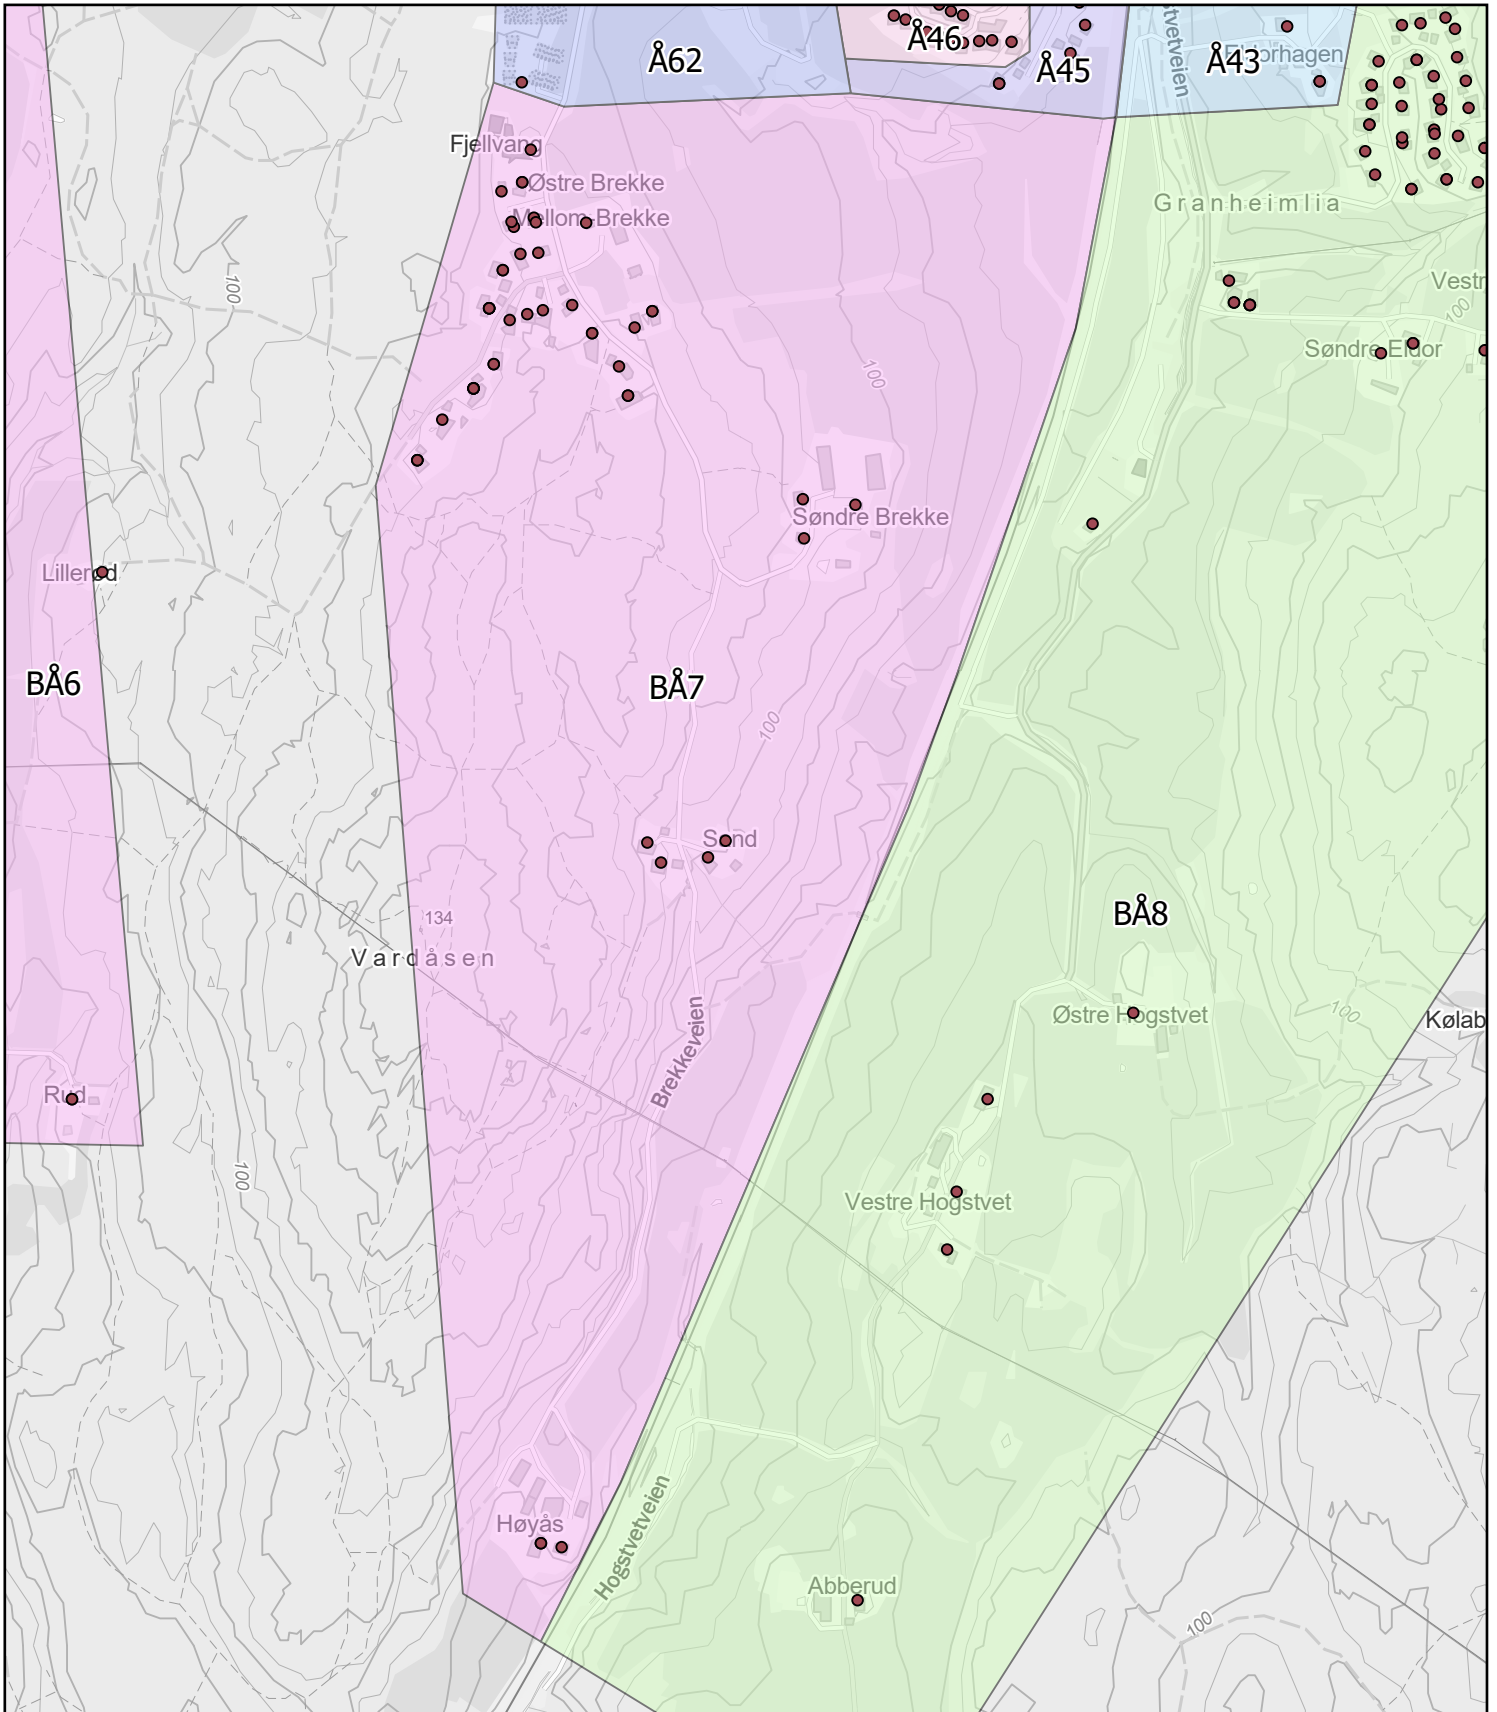 Å62
Å46
Å45
Å43
Fjellvang
Østre Brekke
Mellom-Brekke
Granheimlia
100
100
Søndre Eldor
100
Søndre Brekke
Lillerød
BÅ6
BÅ7
100
Sand
134
Vardåsen
BÅ8
Østre Hogstvet
100
Kølab
Brekkeveien
Rud
100
Vestre Hogstvet
Hogstvetveien
Høyås
Abberud
100